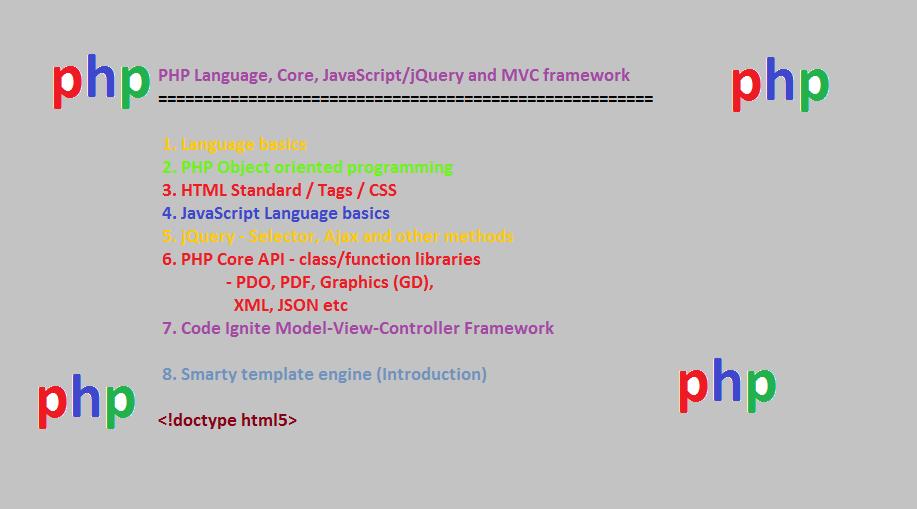 php
PHP Language, Core, JavaScript/jQuery and MVC framework
php
=======================================================
1. Language basics
2. PHP Object oriented programming
3. HTML Standard / Tags / CSS
4. JavaScript Language basics
5. jQuery - Selector, Ajax and other methods
6. PHP Core API - class/function libraries
- PDO, PDF, Graphics (GD),
XML, JSON etc
7. Code Ignite Model-View-Controller Framework
8. Smarty template engine (Introduction)
php
php
<!doctype html5>